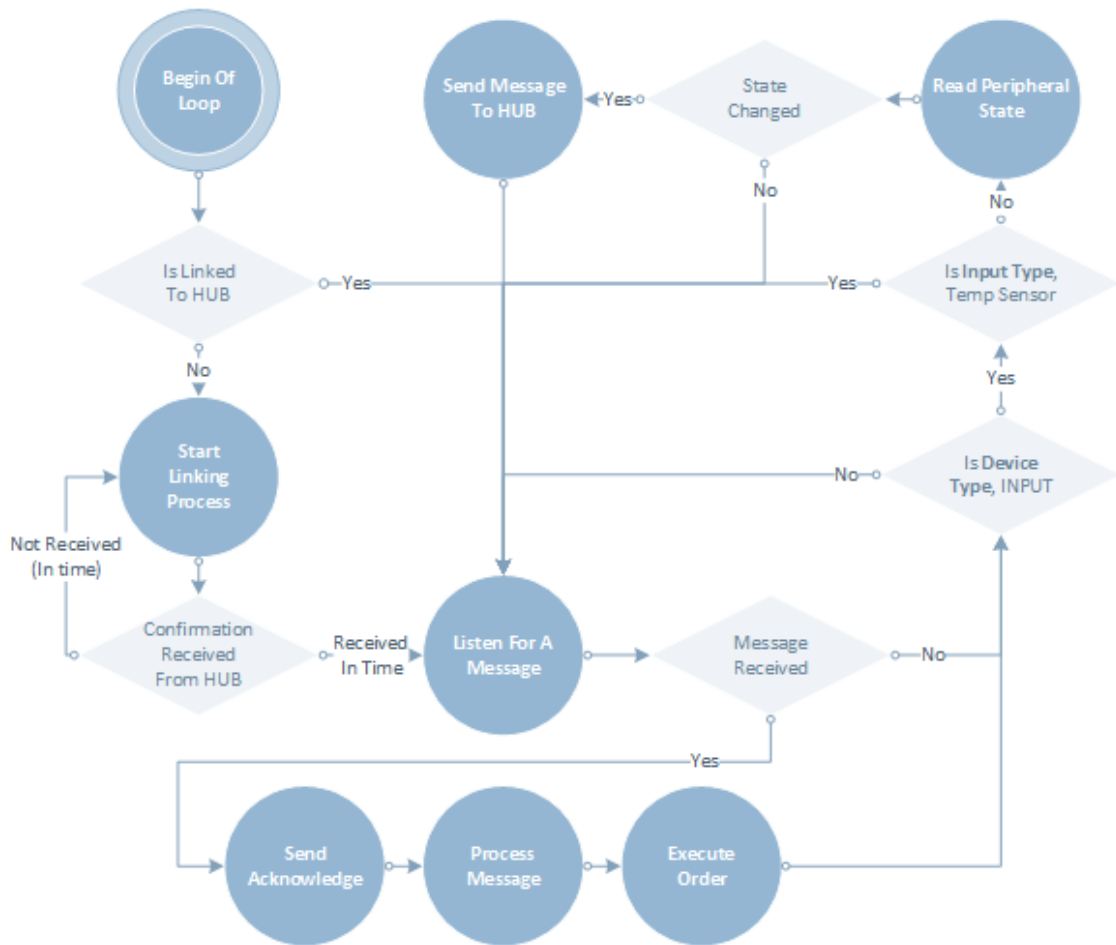 Begin Of
Loop
Send Message
To HUB
Yes
State
Changed
Read Peripheral
State
No
No
Is Linked
To HUB
Yes
Yes
Is Input Type,
Temp Sensor
No
Yes
Start
Linking
Process
No
Is Device
Type, INPUT
Not Received
(In time)
Confirmation
Received
From HUB
Received
In Time
Listen For A
Message
Message
Received
No
Yes
Send
Acknowledge
Process
Message
Execute
Order